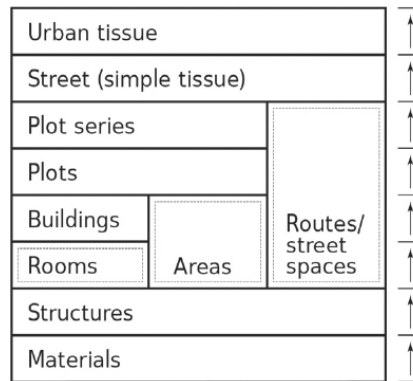 Urban tissue
Street (simple tissue)
Plot series
Plots
Buildings
Rooms
Areas
Routes/
street
spaces
Structures
Materials